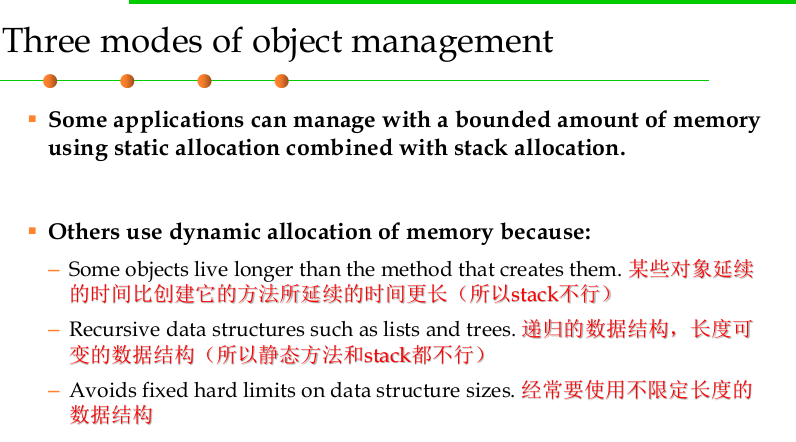 Three modes of object management
▪ Some applications can manage with a bounded amount of memory
using static allocation combined with stack allocation.
▪ Others use dynamic allocation of memory because:
– Some objects live longer than the method that creates them. 某些对象延续
的时间比创建它的方法所延续的时间更长（所以stack不行）
– Recursive data structures such as lists and trees. 递归的数据结构，长度可
变的数据结构（所以静态方法和stack都不行）
– Avoids fixed hard limits on data structure sizes. 经常要使用不限定长度的
数据结构